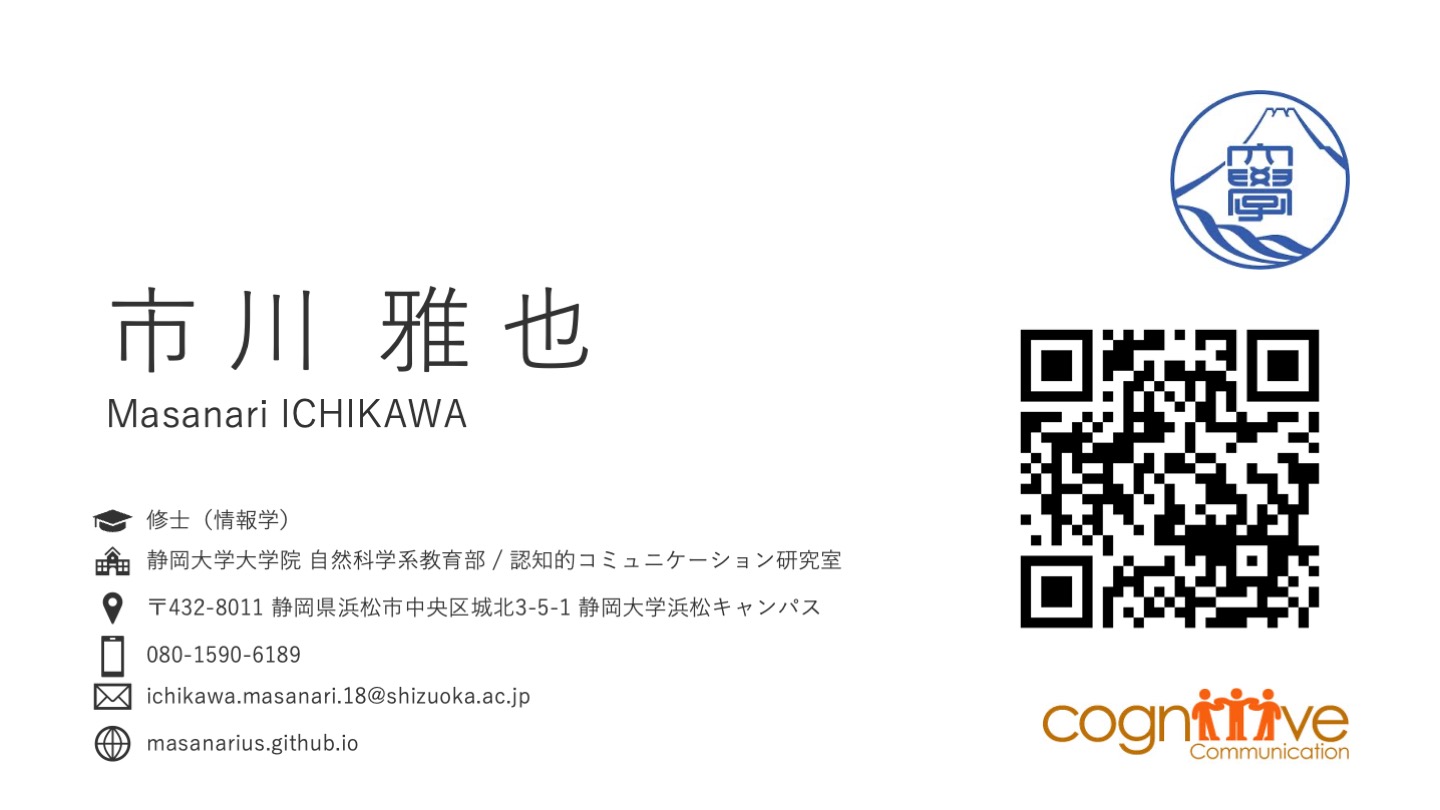 學
市川 雅也
Masanari ICHIKAWA
修士（情報学）
静岡大学大学院 自然科学系教育部 / 認知的コミュニケーション研究室
〒432-8011 静岡県浜松市中央区城北3-5-1 静岡大学浜松キャンパス
080-1590-6189
ichikawa.masanari.18@shizuoka.ac.jp
masanarius.github.io
cognitive
Communication